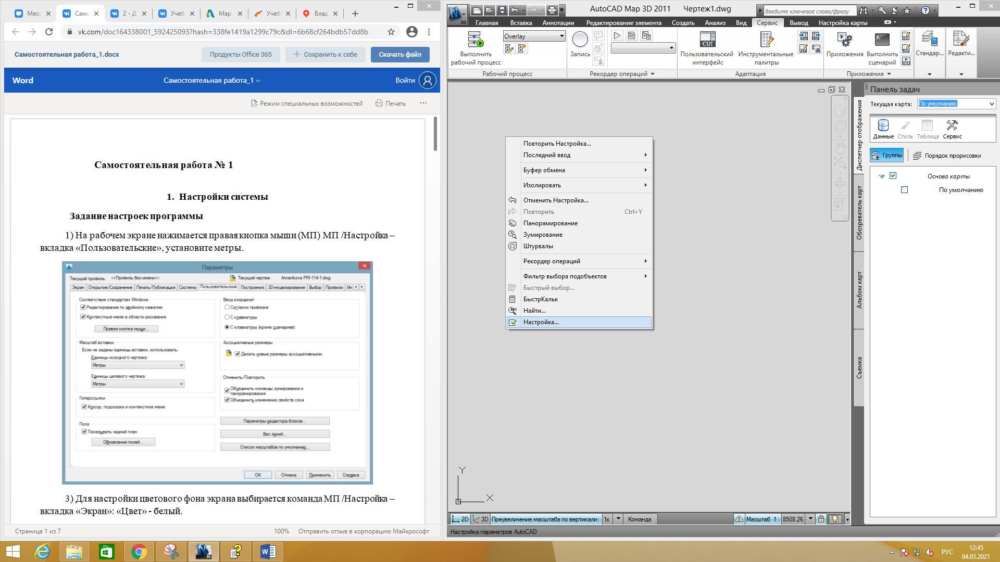 Месс
Самс
2 - Д
Учеб
Мар
Учеб
Влад
vk.com/doc164338001_592425093?hash=338fe1419a1299c79c&dl=6b68cf264bdb57dd8b
Самостоятельная работа_1.docx
Продукты Office 365
Сохранить к себе
Скачать файл
Word
Самостоятельная работа_1
Войти
Режим специальных возможностей
Печать
Самостоятельная работа № 1
1. Настройки системы
Задание настроек программы
1) На рабочем экране нажимается правая кнопка мыши (МП) МП /Настройка –
вкладка «Пользовательские», установите метры.
Параметры
Текущий профиль: <<Профиль без имени>>
Текущий чертеж: Annenkova PRI-114-1.dwg
Экран
Открытие/Сохранение
Печать/Публикация
Система
Пользовательские
Построения
3D-моделирование
Выбор
Профили
Ин
Соответствие стандартам Windows
Редактирование по двойному нажатию
Контекстные меню в области рисования
Правая кнопка мыши...
Масштаб вставки
Если не заданы единицы вставки, использовать:
Единицы исходного чертежа:
Метры
Единицы целевого чертежа:
Метры
Гиперссылки
Курсор, подсказки и контекстное меню
Поля
Показывать задний план
Обновление полей...
Ввод координат
Согласно привязке
С клавиатуры
С клавиатуры (кроме сценариев)
Ассоциативные размеры
Делать новые размеры ассоциативными
Отменить/Повторить
Объединить команды зумирования и
панорамирования
Объединить изменение свойств слоя
Параметры редактора блоков...
Вес линий...
Список масштабов по умолчанию...
OK
Отмена
Применить
Справка
3) Для настройки цветового фона экрана выбирается команда МП /Настройка –
вкладка «Экран»: «Цвет» - белый.
Страница 1 из 7
100%
Отправить отзыв в корпорацию Майкрософт
3D
AutoCAD Map 3D 2011
Чертеж1.dwg
Введите ключевое слово/фразу
Главная
Вставка
Аннотации
Редактирование элемента
Создать
Анализ
Вид
Сервис
Вывод
Настройка карты
Выполнить
рабочий процесс
Overlay
Рабочий процесс
Запись
Рекордер операций
CUI
Пользовательский
интерфейс
Инструментальные
палитры
Адаптация
Приложения
Выполнить
сценарий
Приложения
Стандар...
Редакти...
Повторить Настройка...
Последний ввод
Буфер обмена
Изолировать
Отменить Настройка...
Повторить Ctrl+Y
Панорамирование
Зумирование
Штурвалы
Рекордер операций
Фильтр выбора подобъектов
Быстрый выбор...
БыстрКальк
Найти...
Настройка...
Y
X
2D
3D
Преувеличение масштаба по вертикали:
1x
Команда
Масштаб 1 :
8508.26
Настройка параметров AutoCAD
Панель задач
Текущая карта:
По умолчанию
Данные
Стиль
Таблица
Сервис
Группы
Порядок прорисовки
Основа карты
По умолчанию
Диспетчер отображения
Обозреватель карт
Альбом карт
Съемка
РУС
12:45
04.03.2021